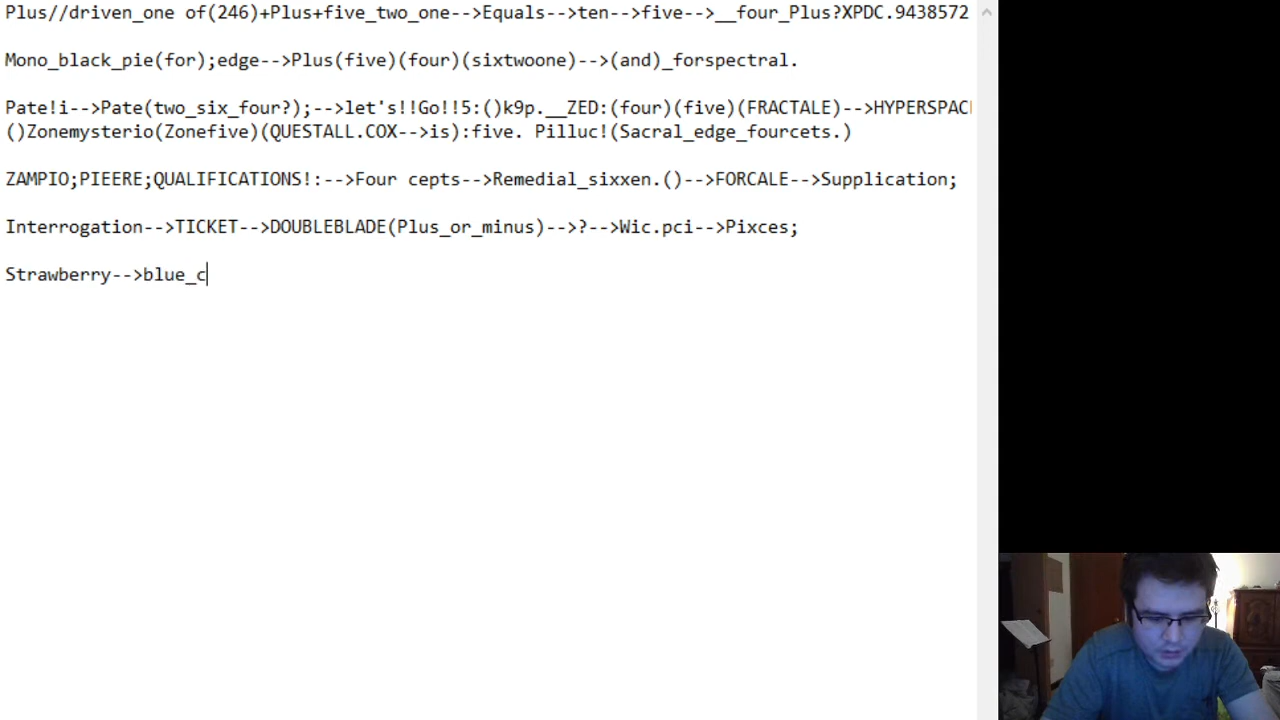 Plus//driven_one of(246)+Plus+five_two_one-->Equals-->ten-->five-->__four_Plus?XPDC.9438572
Mono_black_pie(for);edge-->Plus(five)(four)(sixtwoone)-->(and)_forspectral.
Pate!i-->Pate(two_six_four?);-->let's!!Go!!5:()k9p.__ZED:(four)(five)(FRACTALE)-->HYPERSPAC
()Zonemysterio(Zonefive)(QUESTALL.COX-->is):five. Pilluc!(Sacral_edge_fourcets.)
ZAMPIO;PIEERE;QUALIFICATIONS!:-->Four cepts-->Remedial_sixxen.()-->FORCALE-->Supplication;
Interrogation-->TICKET-->DOUBLEBLADE(Plus_or_minus)-->?-->Wic.pci-->Pixces;
Strawberry-->blue_c